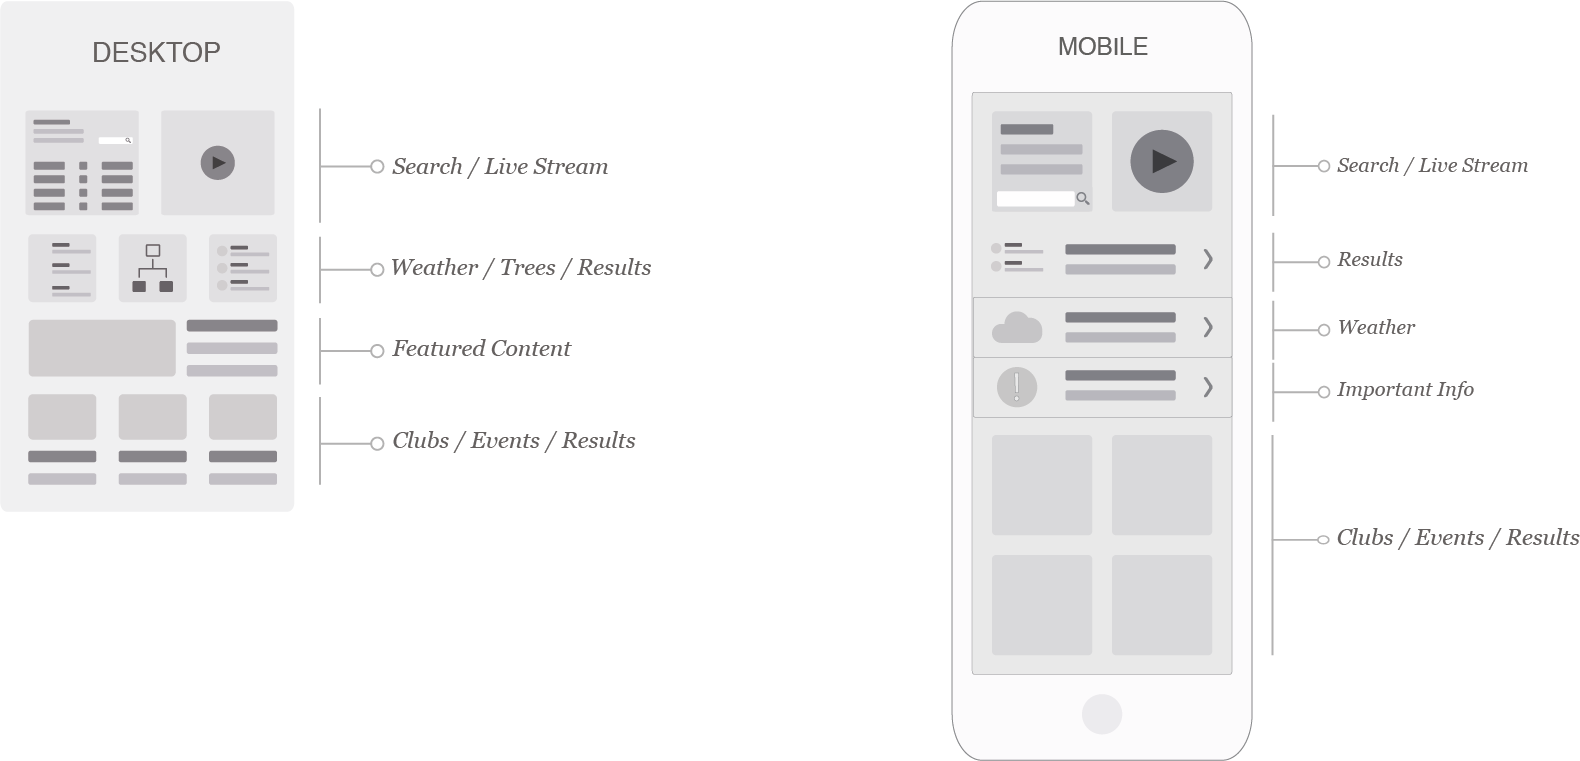 DESKTOP
Search / Live Stream
Weather / Trees / Results
Featured Content
Clubs / Events / Results
MOBILE
Search / Live Stream
Results
Weather
Important Info
Clubs / Events / Results